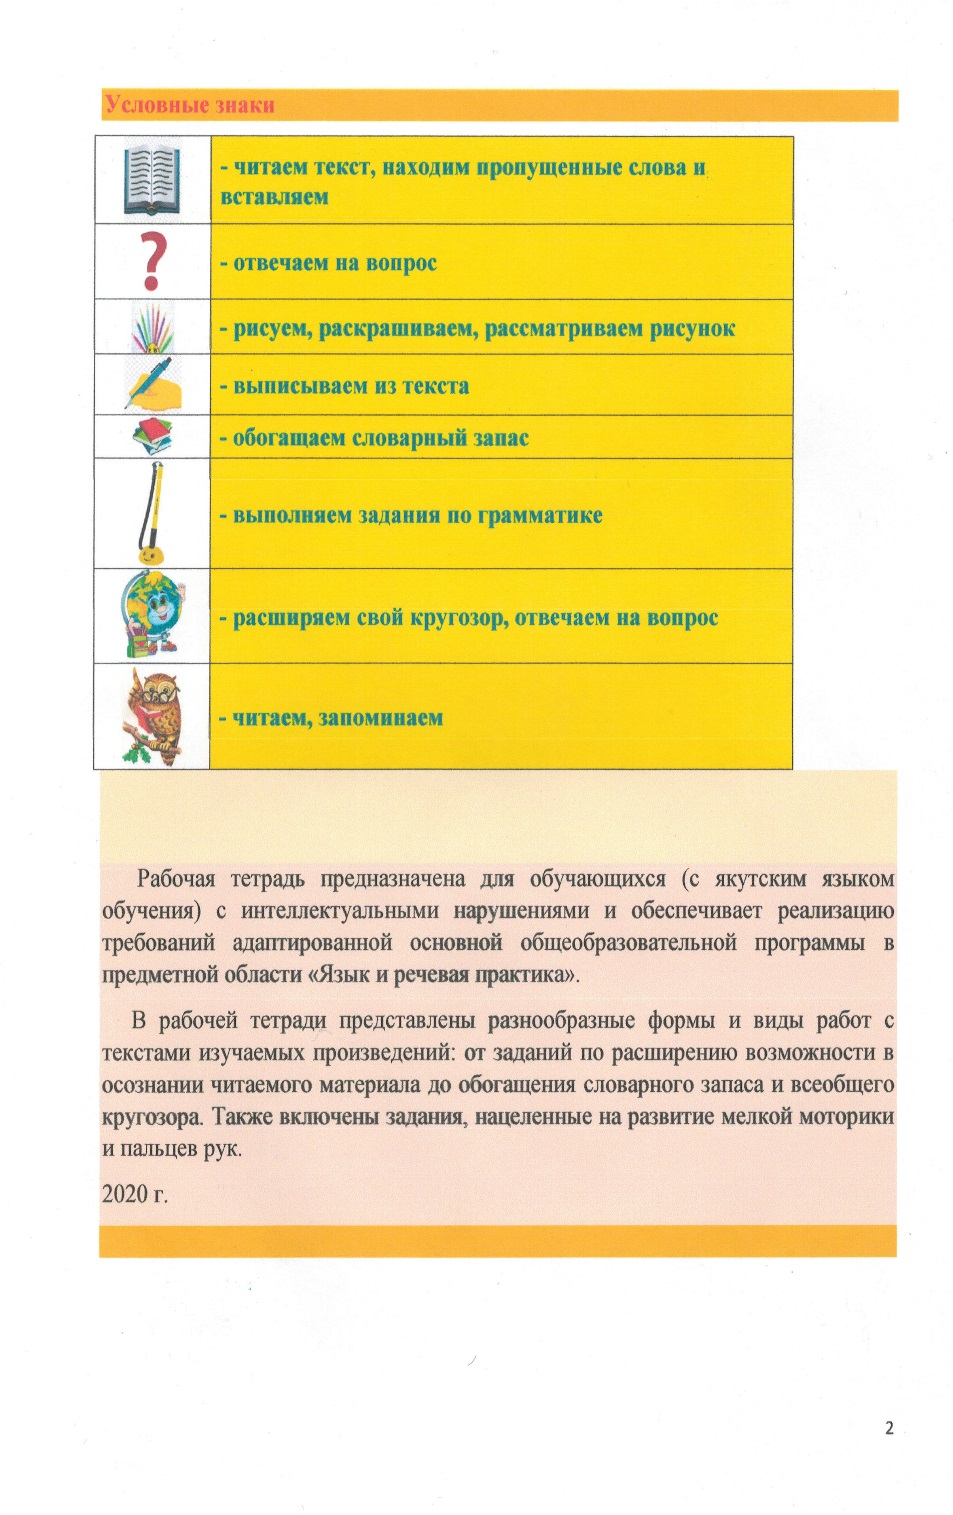 Условные знаки
- читаем текст, находим пропущенные слова и
вставляем
?
- отвечаем на вопрос
- рисуем, раскрашиваем, рассматриваем рисунок
- выписываем из текста
- обогащаем словарный запас
- выполняем задания по грамматике
- расширяем свой кругозор, отвечаем на вопрос
- читаем, запоминаем
Рабочая тетрадь предназначена для обучающихся (с якутским языком
обучения) с интеллектуальными нарушениями и обеспечивает реализацию
требований адаптированной основной общеобразовательной программы в
предметной области «Язык и речевая практика».
В рабочей тетради представлены разнообразные формы и виды работ с
текстами изучаемых произведений: от заданий по расширению возможности в
осознании читаемого материала до обогащения словарного запаса и всеобщего
кругозора. Также включены задания, нацеленные на развитие мелкой моторики
и пальцев рук.
2020 г.
2